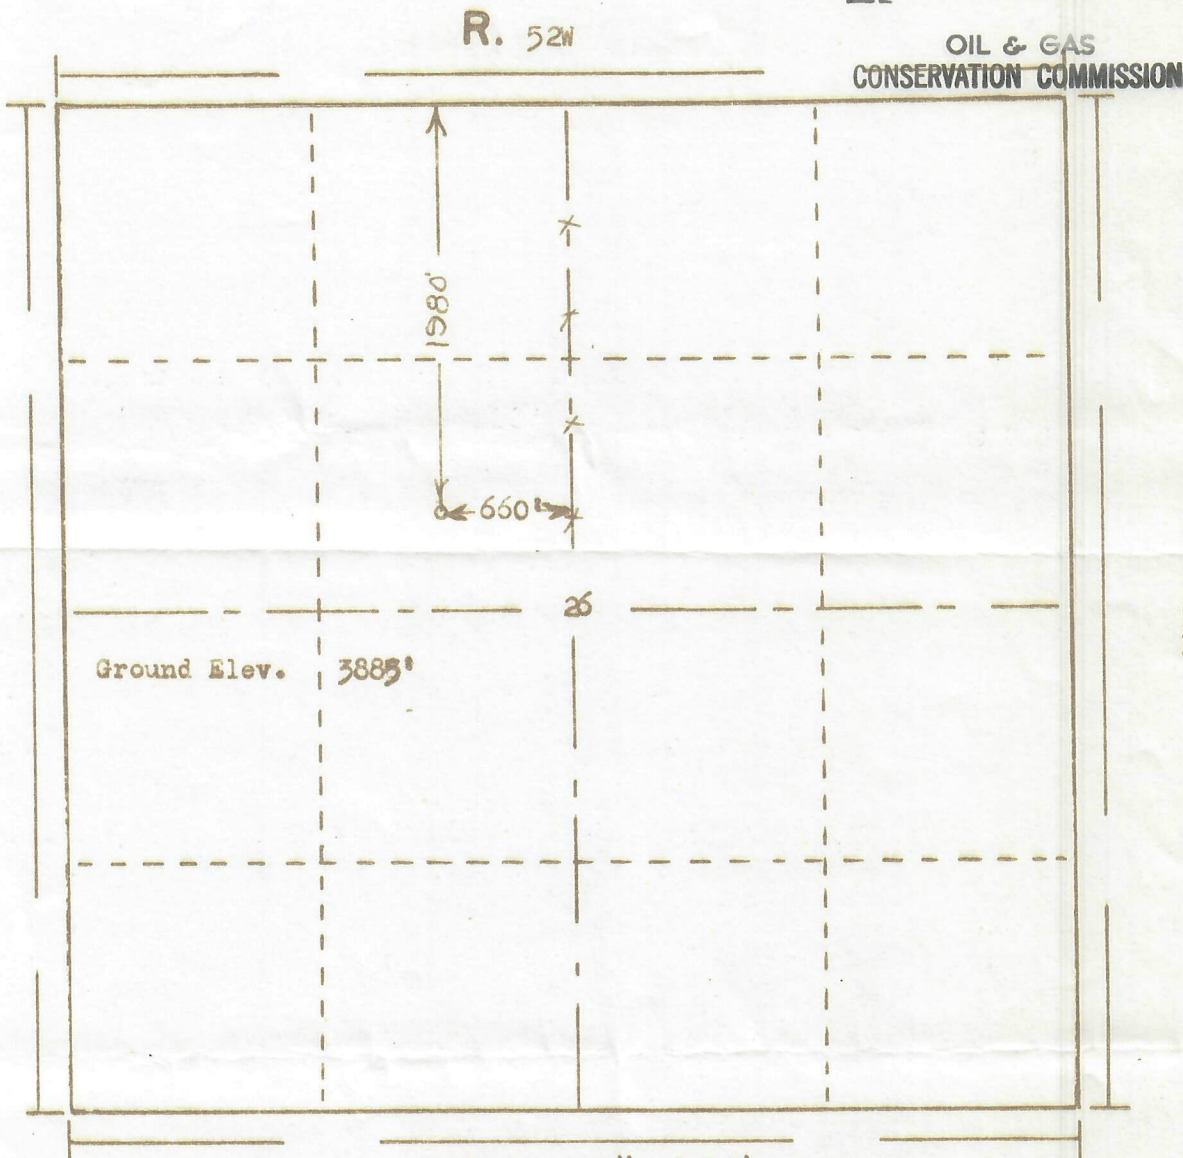 R. 52W
OIL & GAS
CONSERVATION COMMISSION
1980'
660'
26
Ground Elev. 3885'